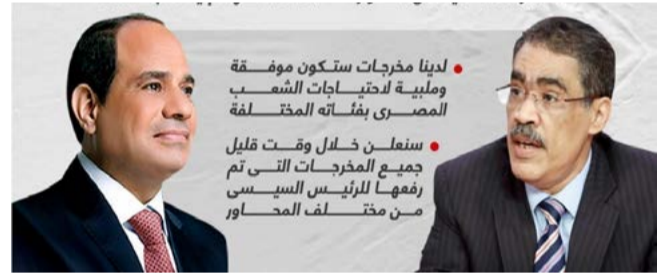 لدينا مخرجات ستكون موفقة
وملبية لاحتياجات الشعب
المصرى بفئاته المختلفة
سنعلن خلال وقت قليل
جميع المخرجات التى تم
رفعها للرئيس السيسى
من مختلف المحاور